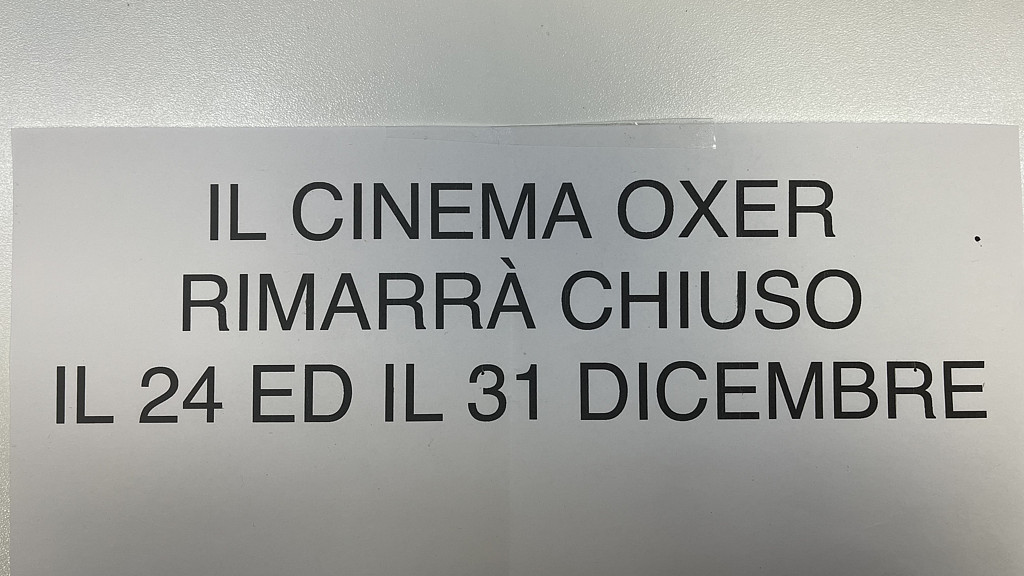 IL CINEMA OXER
RIMARRÀ CHIUSO
IL 24 ED IL 31 DICEMBRE